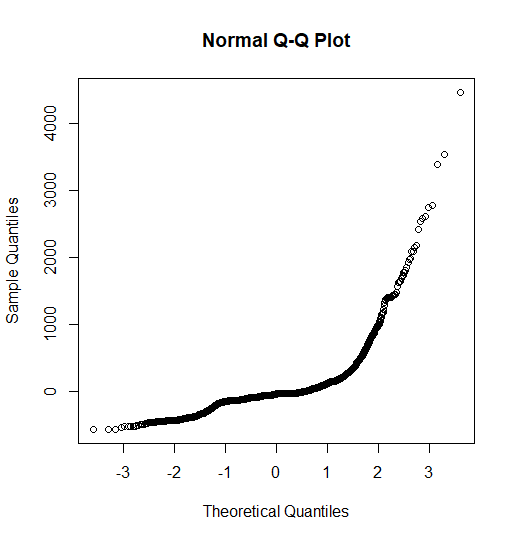 Normal Q-Q Plot
4000
3000
2000
1000
0
Sample Quantiles
-3 -2 -1 0 1 2 3
Theoretical Quantiles